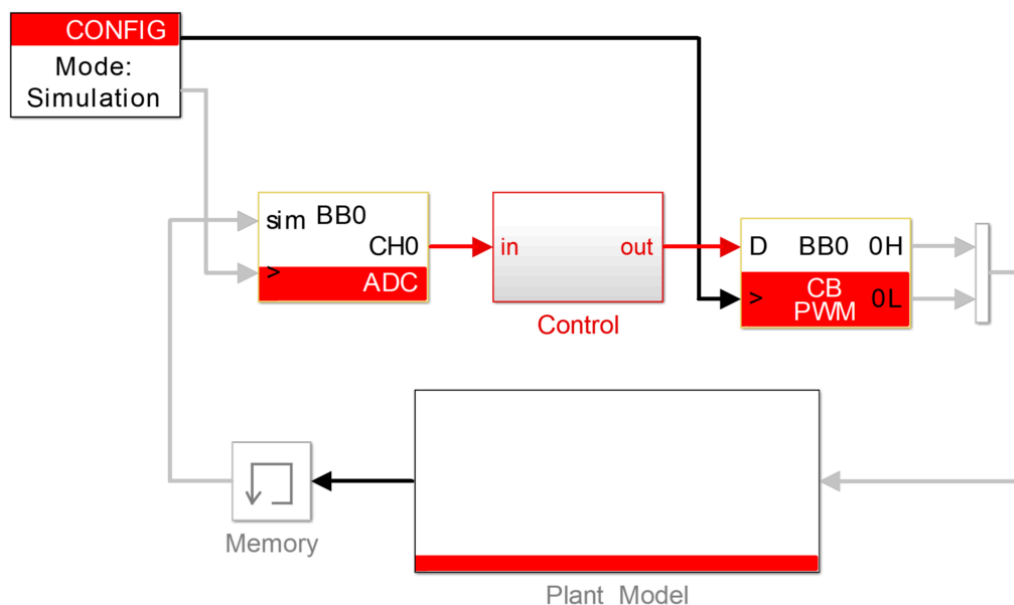 CONFIG
Mode:
Simulation
sim BB0
CH0
> ADC
in out
Control
D BB0 0H
> CB 0L
PWM
Memory
Plant Model